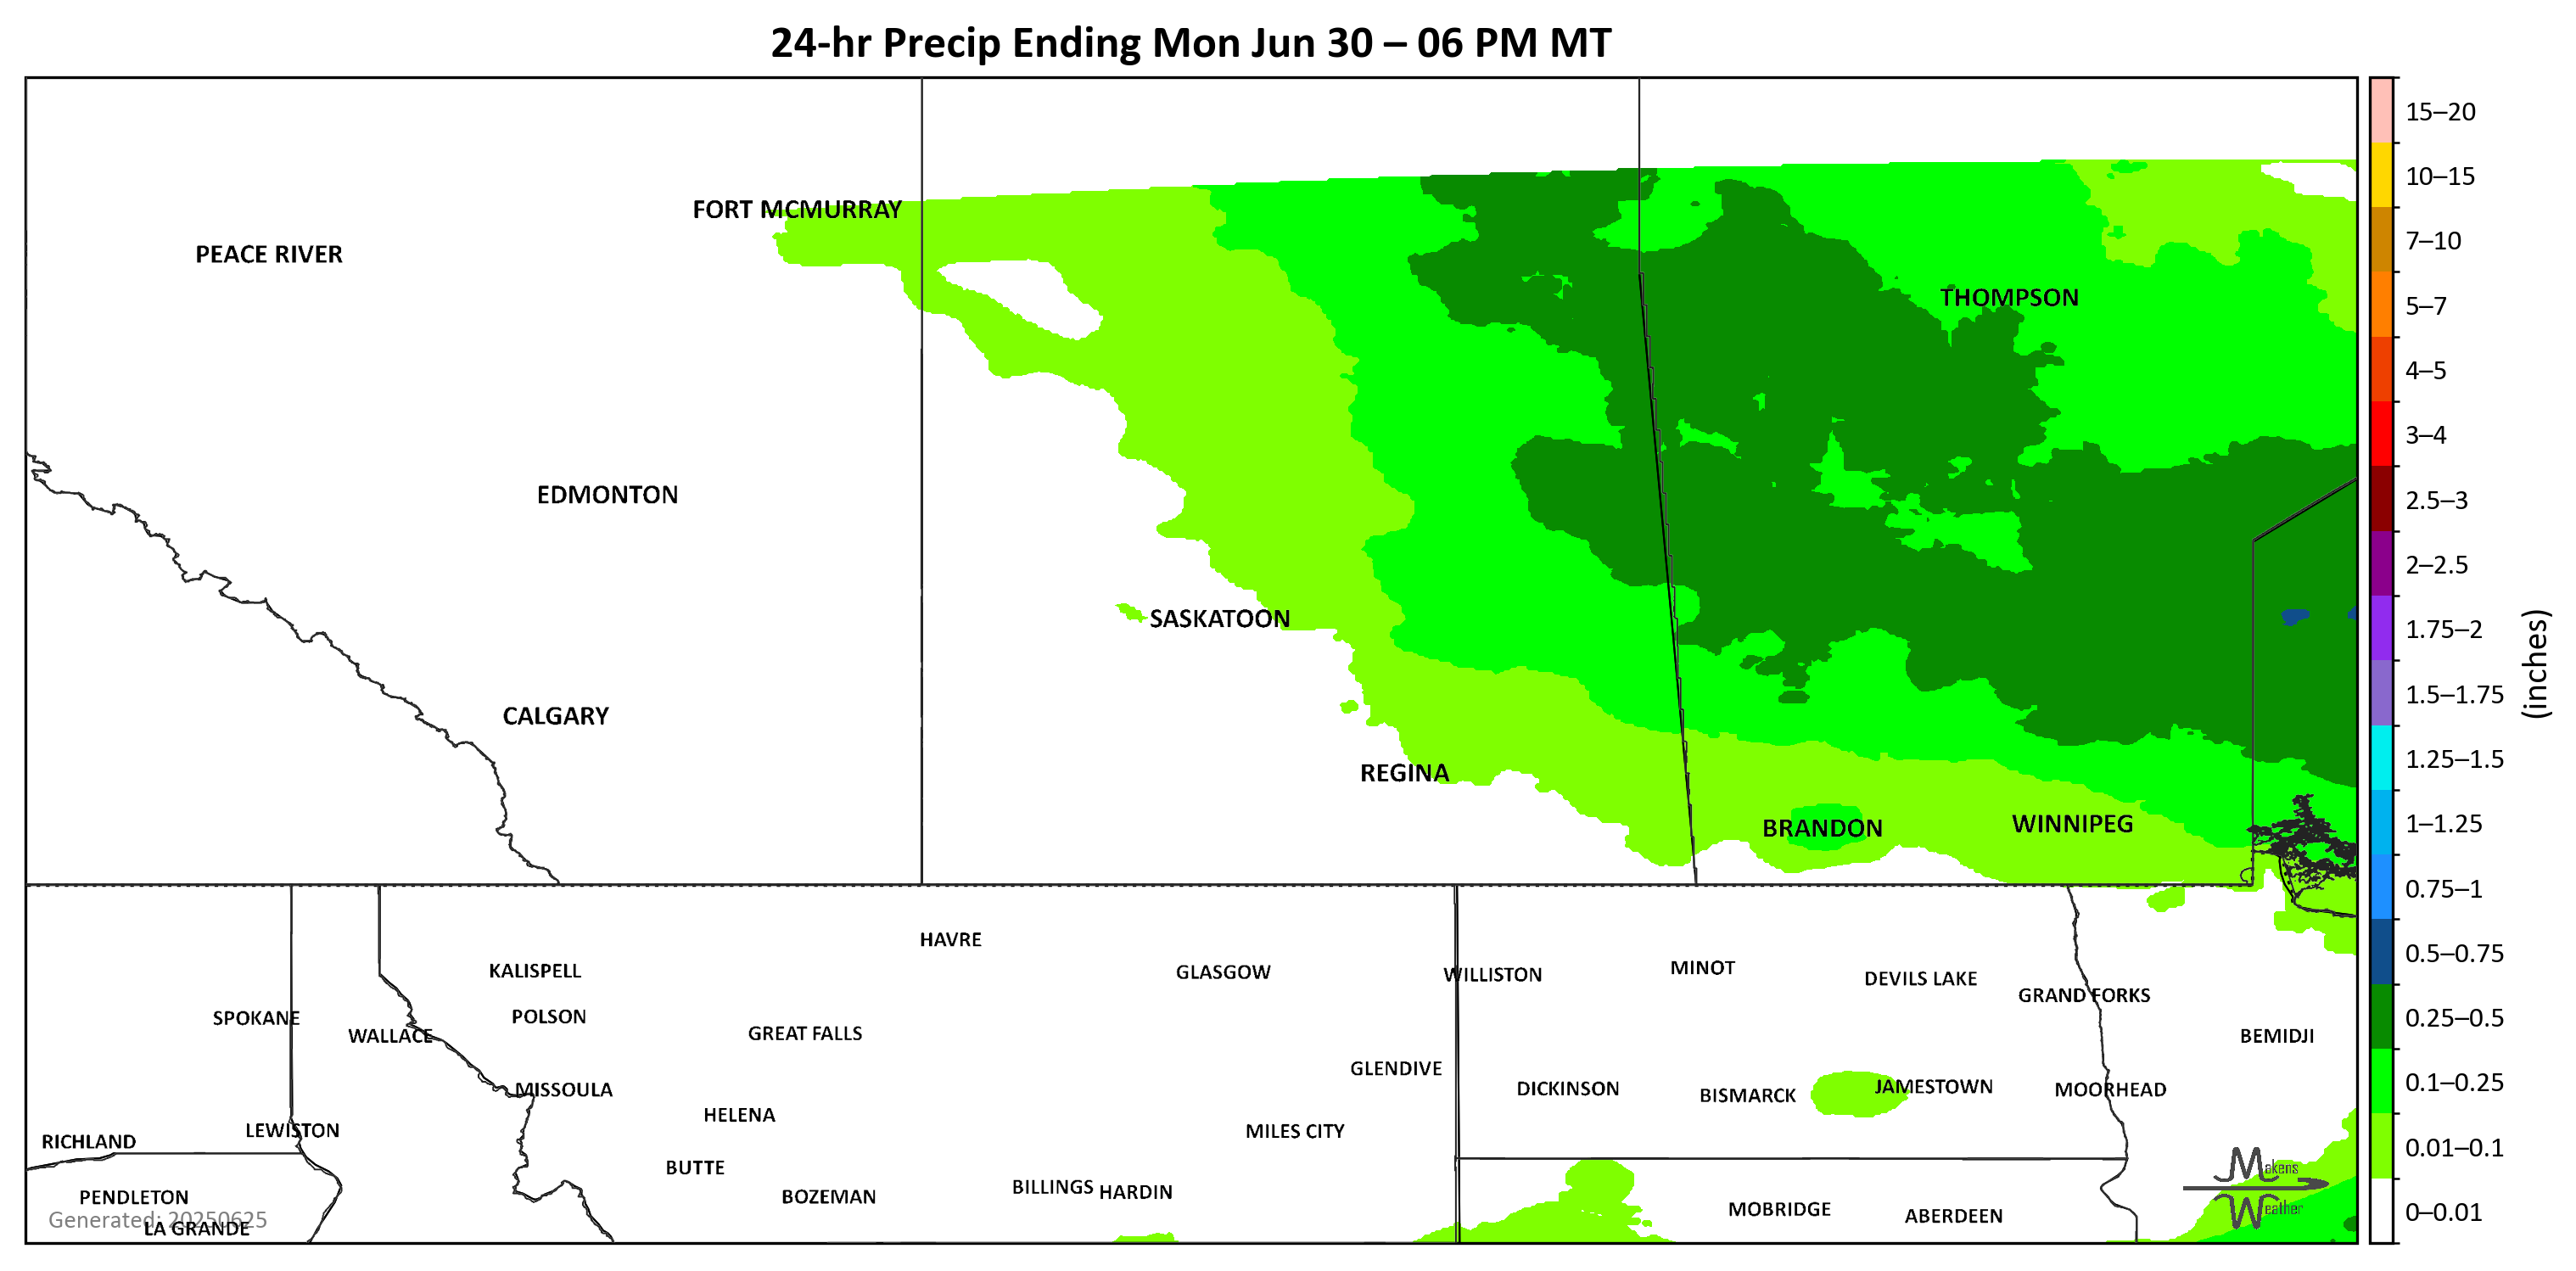 24-hr Precip Ending Mon Jun 30 – 06 PM MT
FORT MCMURRAY
PEACE RIVER
THOMPSON
EDMONTON
SASKATOON
CALGARY
REGINA
BRANDON
WINNIPEG
HAVRE
KALISPELL
GLASGOW
WILLISTON
MINOT
DEVILS LAKE
GRAND FORKS
SPOKANE
POLSON
WALLACE
GREAT FALLS
BEMIDJI
GLENDIVE
MISSOULA
DICKINSON
BISMARCK
JAMESTOWN
MOORHEAD
HELENA
LEWISTON
MILES CITY
RICHLAND
BUTTE
PENDLETON
BOZEMAN
BILLINGS
HARDIN
MOBRIDGE
ABERDEEN
Generated: 20250625
LA GRANDE
Makens
Weather
15–20
10–15
7–10
5–7
4–5
3–4
2.5–3
2–2.5
1.75–2
1.5–1.75
1.25–1.5
1–1.25
0.75–1
0.5–0.75
0.25–0.5
0.1–0.25
0.01–0.1
0–0.01
(inches)